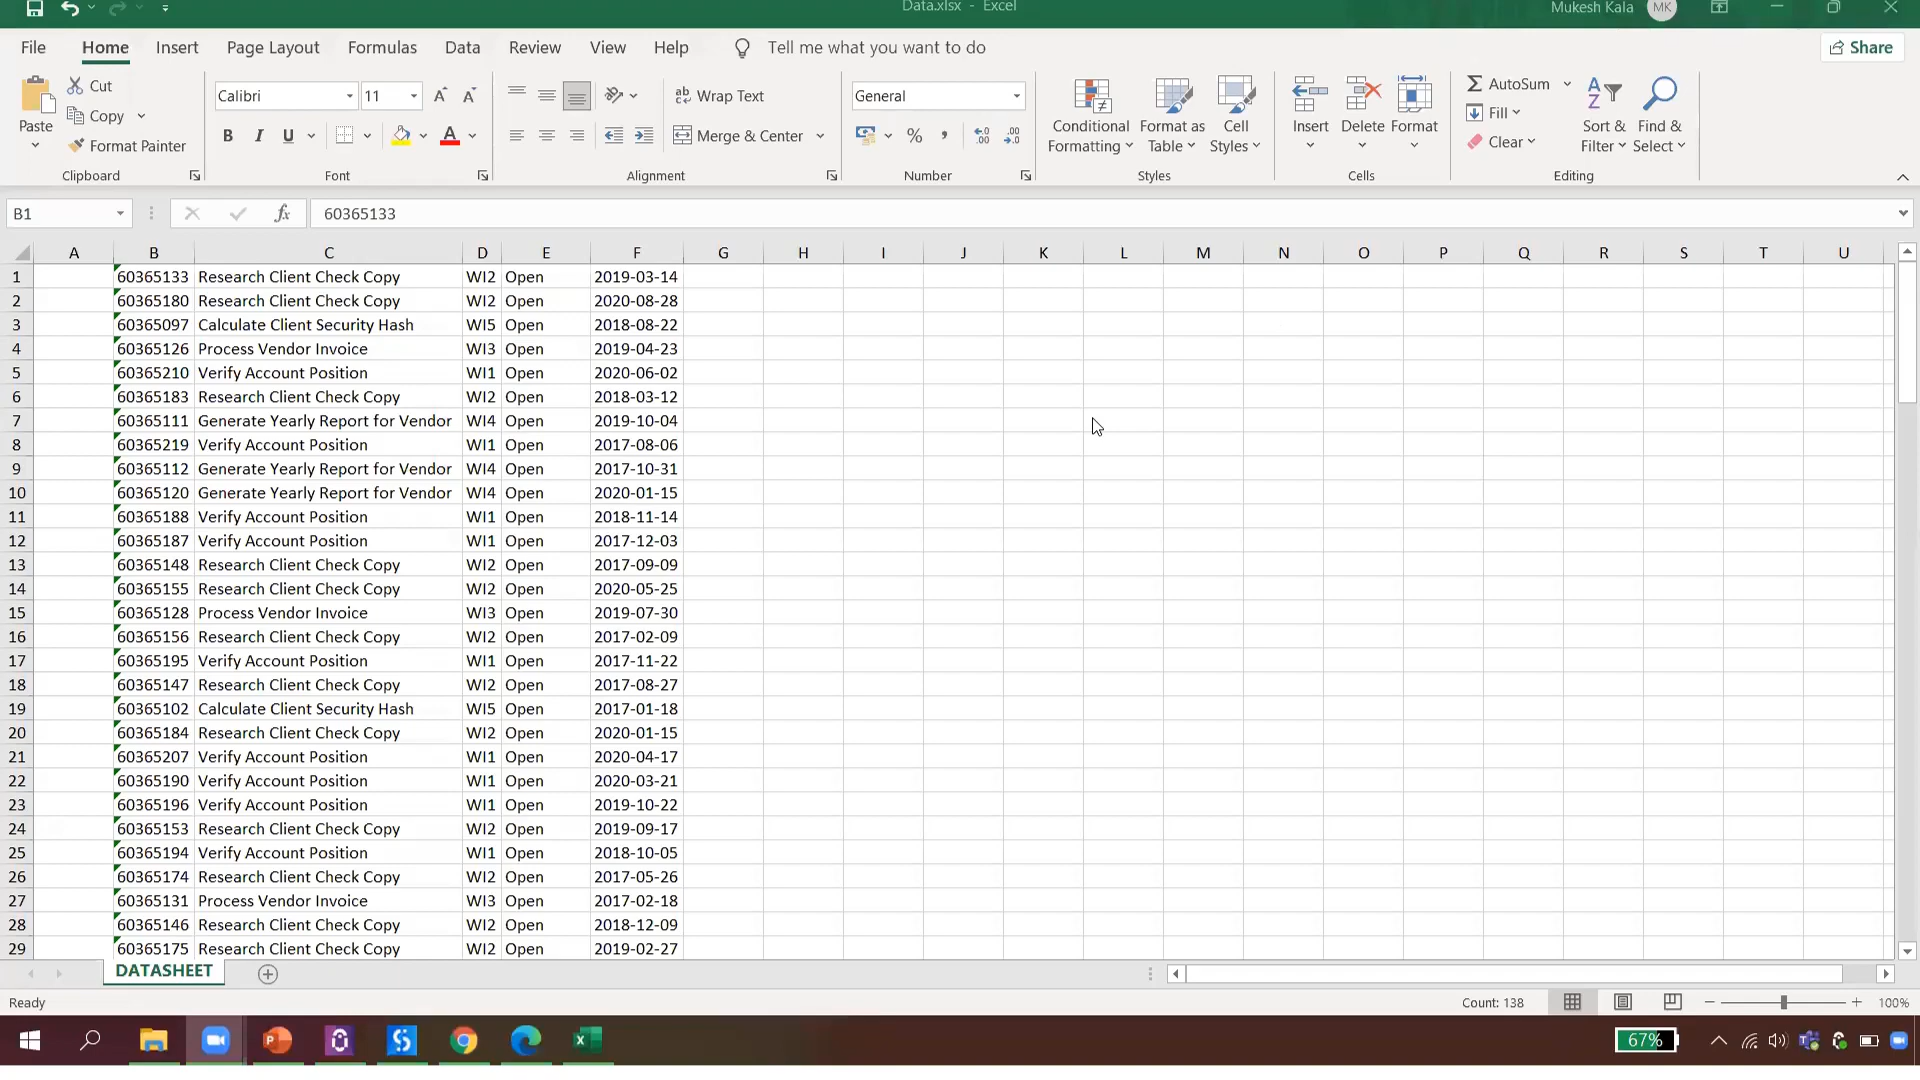 Data.xlsx - Excel
Mukesh Kala MK
File Home Insert Page Layout Formulas Data Review View Help Tell me what you want to do Share
Paste
Cut
Copy
Format Painter
Clipboard
Calibri 11
B I U A
Font
ab Wrap Text
Merge & Center
Alignment
General
% , .00
Number
Conditional Formatting
Format as Table
Cell Styles
Styles
Insert Delete Format
Cells
AutoSum
Fill
Clear
Sort & Filter
Find & Select
Editing
B1 fx 60365133
A B C D E F G H I J K L M N O P Q R S T U
1 60365133 Research Client Check Copy WI2 Open 2019-03-14
2 60365180 Research Client Check Copy WI2 Open 2020-08-28
3 60365097 Calculate Client Security Hash WI5 Open 2018-08-22
4 60365126 Process Vendor Invoice WI3 Open 2019-04-23
5 60365210 Verify Account Position WI1 Open 2020-06-02
6 60365183 Research Client Check Copy WI2 Open 2018-03-12
7 60365111 Generate Yearly Report for Vendor WI4 Open 2019-10-04
8 60365219 Verify Account Position WI1 Open 2017-08-06
9 60365112 Generate Yearly Report for Vendor WI4 Open 2017-10-31
10 60365120 Generate Yearly Report for Vendor WI4 Open 2020-01-15
11 60365188 Verify Account Position WI1 Open 2018-11-14
12 60365187 Verify Account Position WI1 Open 2017-12-03
13 60365148 Research Client Check Copy WI2 Open 2017-09-09
14 60365155 Research Client Check Copy WI2 Open 2020-05-25
15 60365128 Process Vendor Invoice WI3 Open 2019-07-30
16 60365156 Research Client Check Copy WI2 Open 2017-02-09
17 60365195 Verify Account Position WI1 Open 2017-11-22
18 60365147 Research Client Check Copy WI2 Open 2017-08-27
19 60365102 Calculate Client Security Hash WI5 Open 2017-01-18
20 60365184 Research Client Check Copy WI2 Open 2020-01-15
21 60365207 Verify Account Position WI1 Open 2020-04-17
22 60365190 Verify Account Position WI1 Open 2020-03-21
23 60365196 Verify Account Position WI1 Open 2019-10-22
24 60365153 Research Client Check Copy WI2 Open 2019-09-17
25 60365194 Verify Account Position WI1 Open 2018-10-05
26 60365174 Research Client Check Copy WI2 Open 2017-05-26
27 60365131 Process Vendor Invoice WI3 Open 2017-02-18
28 60365146 Research Client Check Copy WI2 Open 2018-12-09
29 60365175 Research Client Check Copy WI2 Open 2019-02-27
DATASHEET
Ready Count: 138 100%
67%